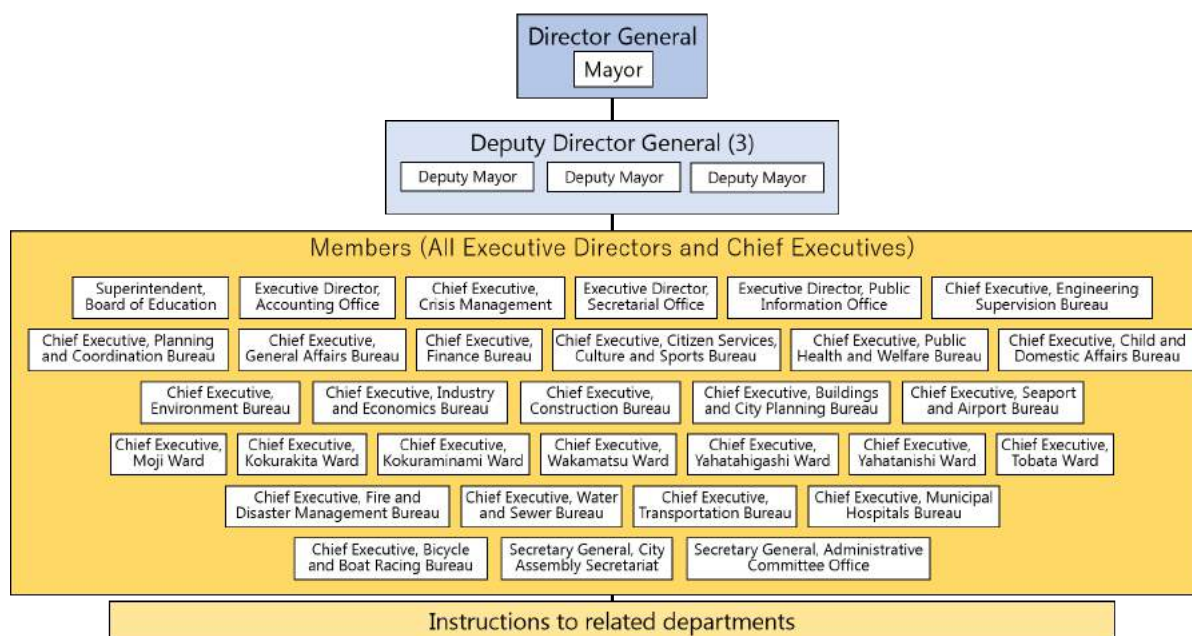 Director General
Mayor
Deputy Director General (3)
Deputy Mayor
Deputy Mayor
Deputy Mayor
Members (All Executive Directors and Chief Executives)
Superintendent,
Board of Education
Executive Director,
Accounting Office
Chief Executive,
Crisis Management
Executive Director,
Secretarial Office
Executive Director, Public
Information Office
Chief Executive, Engineering
Supervision Bureau
Chief Executive, Planning
and Coordination Bureau
Chief Executive,
General Affairs Bureau
Chief Executive,
Finance Bureau
Chief Executive, Citizen Services,
Culture and Sports Bureau
Chief Executive, Public
Health and Welfare Bureau
Chief Executive, Child and
Domestic Affairs Bureau
Chief Executive,
Environment Bureau
Chief Executive, Industry
and Economics Bureau
Chief Executive,
Construction Bureau
Chief Executive, Buildings
and City Planning Bureau
Chief Executive, Seaport
and Airport Bureau
Chief Executive,
Moji Ward
Chief Executive,
Kokurakita Ward
Chief Executive,
Kokuraminami Ward
Chief Executive,
Wakamatsu Ward
Chief Executive,
Yahatahigashi Ward
Chief Executive,
Yahatanishi Ward
Chief Executive,
Tobata Ward
Chief Executive, Fire and
Disaster Management Bureau
Chief Executive, Water
and Sewer Bureau
Chief Executive,
Transportation Bureau
Chief Executive, Municipal
Hospitals Bureau
Chief Executive, Bicycle
and Boat Racing Bureau
Secretary General, City
Assembly Secretariat
Secretary General, Administrative
Committee Office
Instructions to related departments